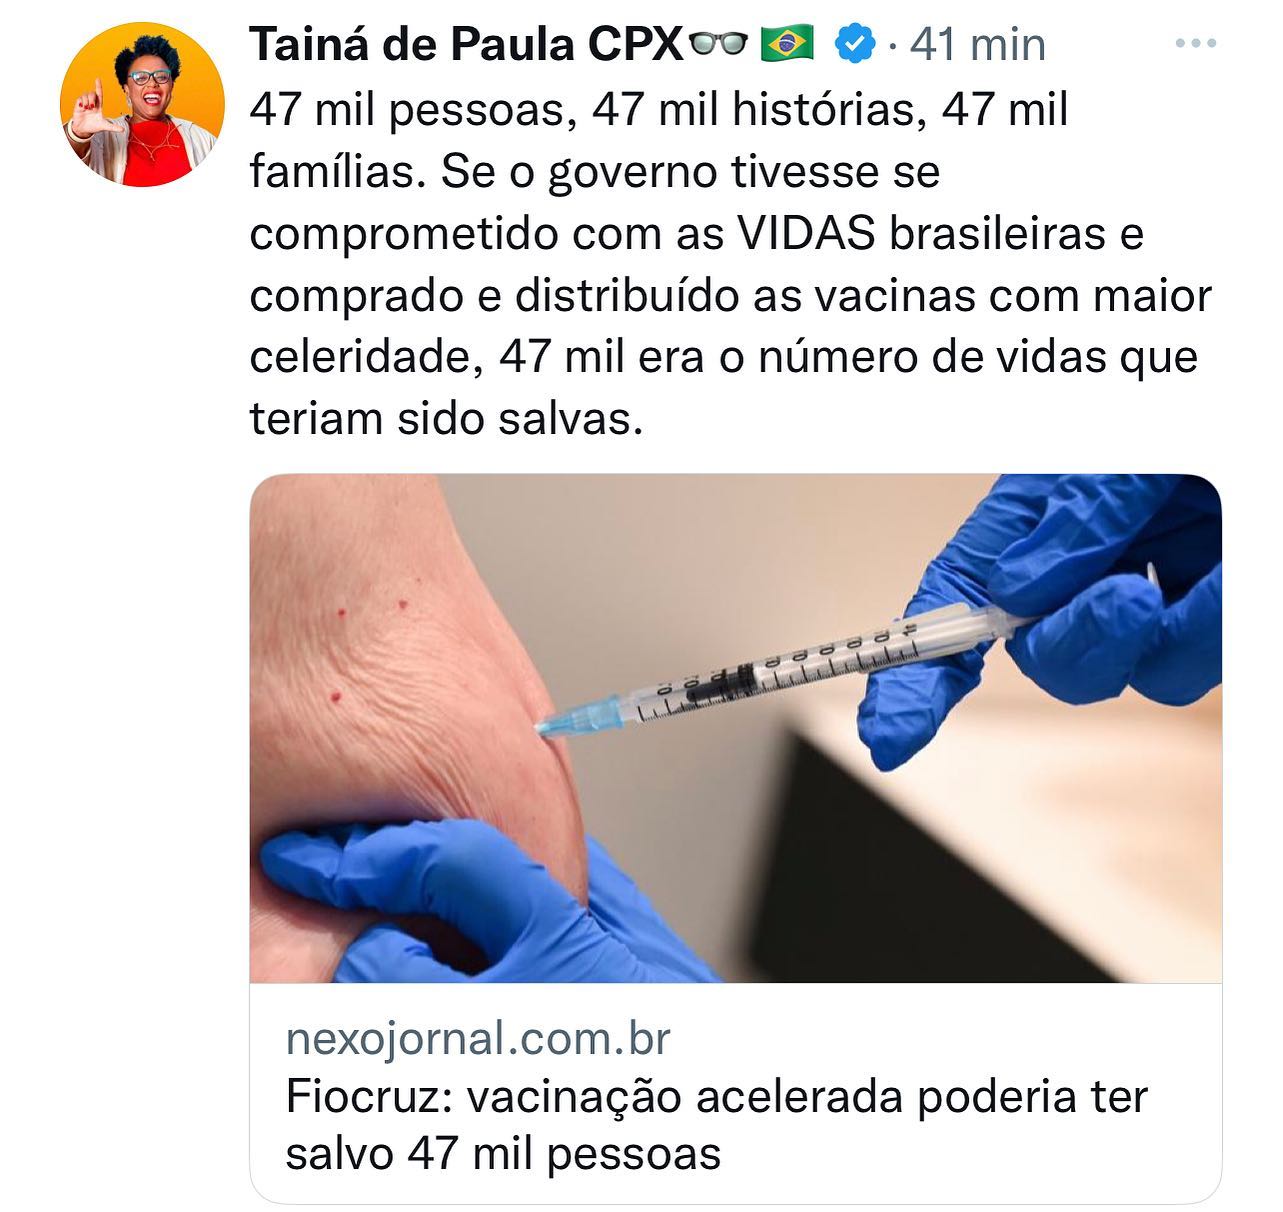 Tainá de Paula CPX👓 🇧🇷 · 41 min
47 mil pessoas, 47 mil histórias, 47 mil
famílias. Se o governo tivesse se
comprometido com as VIDAS brasileiras e
comprado e distribuído as vacinas com maior
celeridade, 47 mil era o número de vidas que
teriam sido salvas.
nexojornal.com.br
Fiocruz: vacinação acelerada poderia ter
salvo 47 mil pessoas